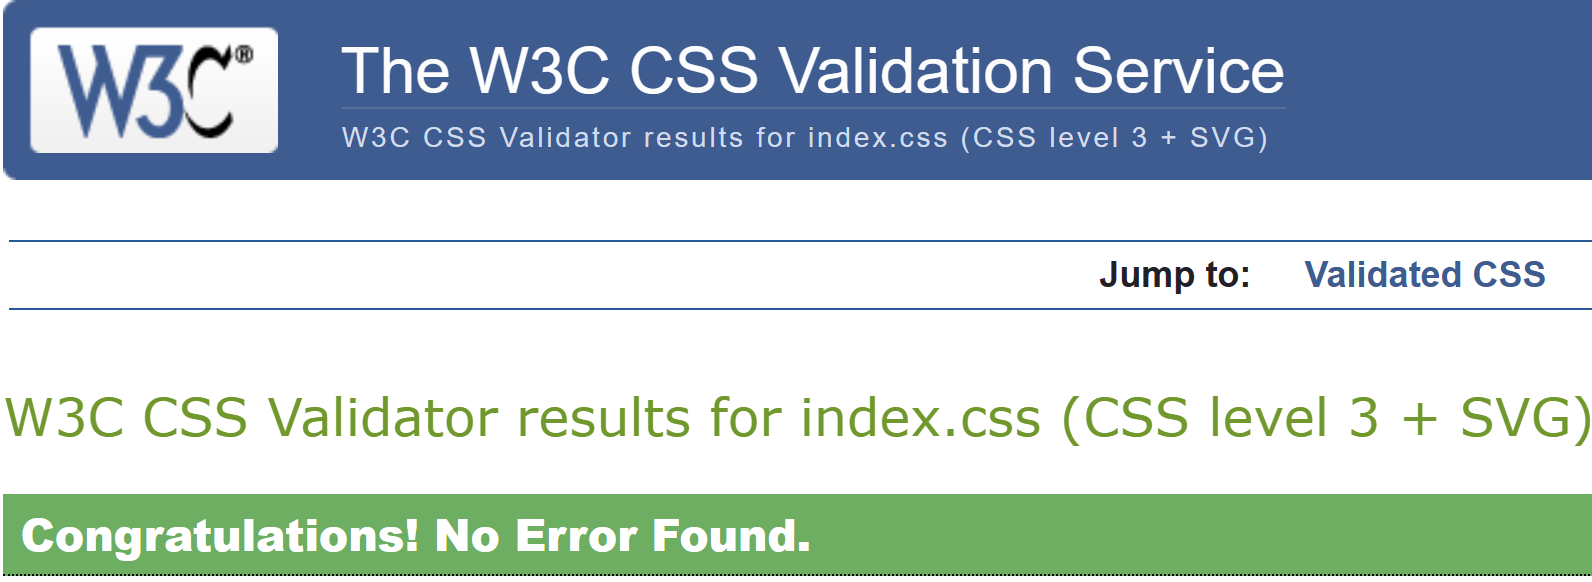 W3C®
The W3C CSS Validation Service
W3C CSS Validator results for index.css (CSS level 3 + SVG)
Jump to: Validated CSS
W3C CSS Validator results for index.css (CSS level 3 + SVG)
Congratulations! No Error Found.